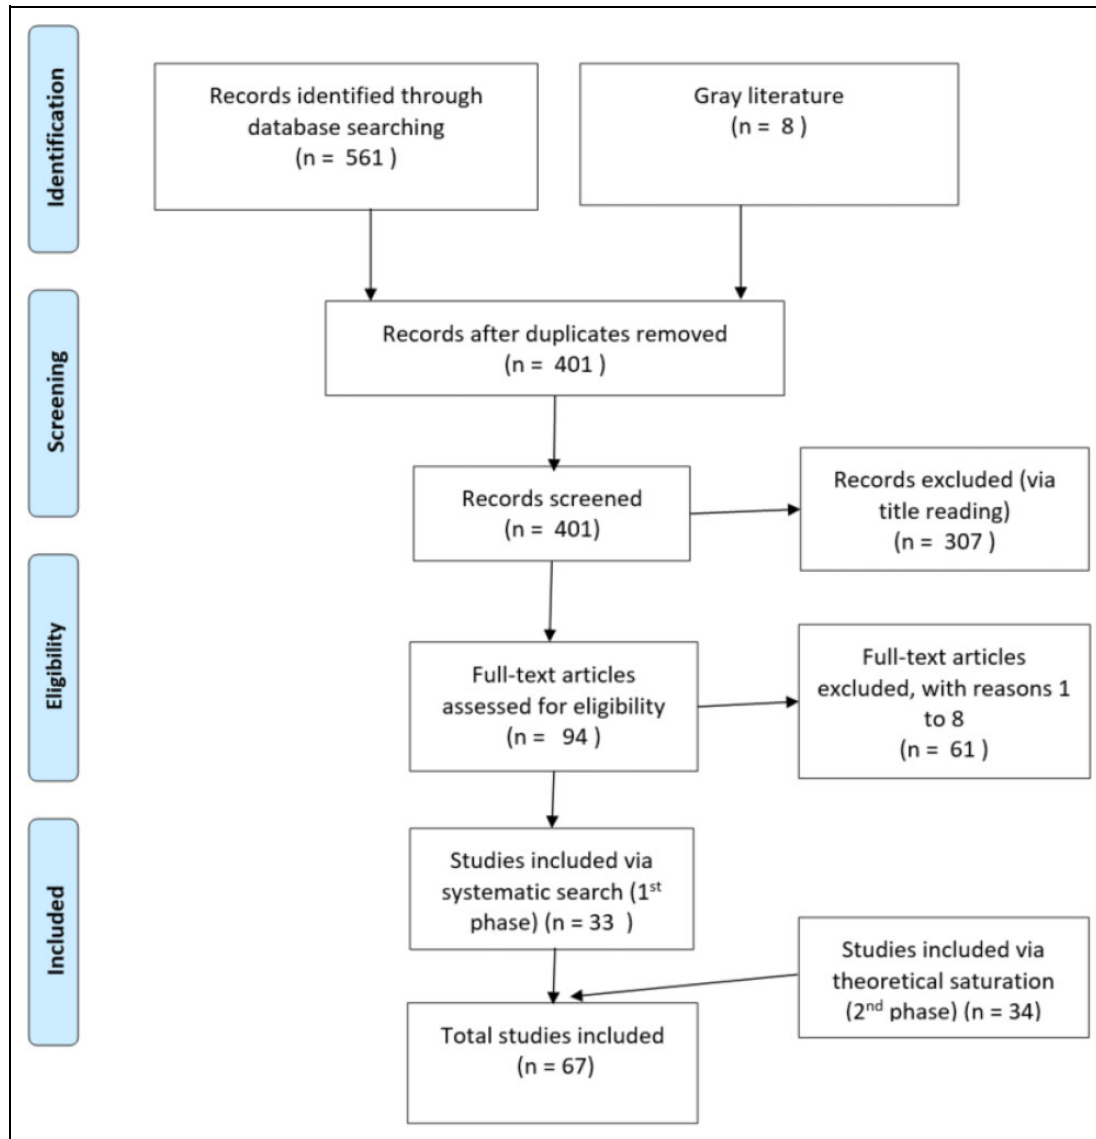 Identification
Records identified through
database searching
(n = 561 )
Gray literature
(n = 8 )
Screening
Records after duplicates removed
(n = 401 )
Records screened
(n = 401)
Records excluded (via
title reading)
(n = 307 )
Eligibility
Full-text articles
assessed for eligibility
(n = 94 )
Full-text articles
excluded, with reasons 1
to 8
(n = 61 )
Included
Studies included via
systematic search (1st
phase) (n = 33 )
Studies included via
theoretical saturation
(2nd phase) (n = 34)
Total studies included
(n = 67)